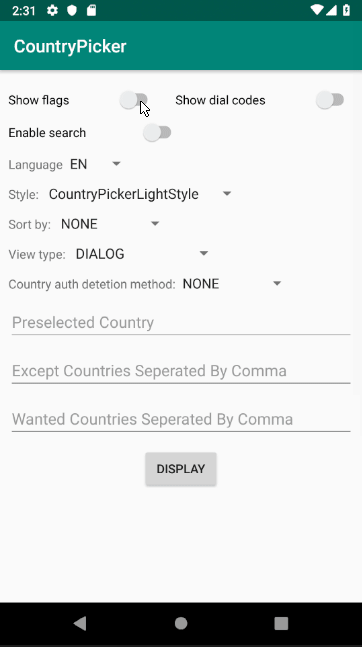 2:31
CountryPicker
Show flags Show dial codes
Enable search
Language EN
Style: CountryPickerLightStyle
Sort by: NONE
View type: DIALOG
Country auth detetion method: NONE
Preselected Country
Except Countries Seperated By Comma
Wanted Countries Seperated By Comma
DISPLAY